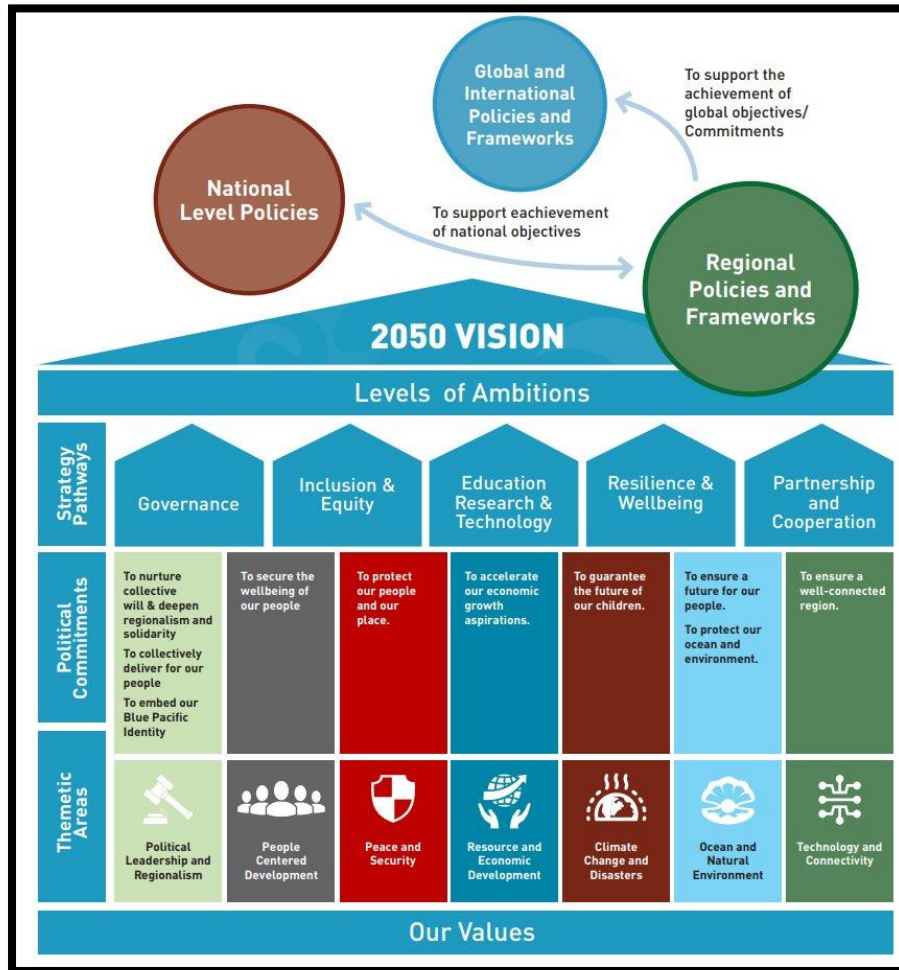 Global and
International
Policies and
Frameworks
To support the
achievement of
global objectives/
Commitments
National
Level Policies
To support eachievement
of national objectives
Regional
Policies and
Frameworks
2050 VISION
Levels of Ambitions
Strategy
Pathways
Governance
Inclusion &
Equity
Education
Research &
Technology
Resilience &
Wellbeing
Partnership
and
Cooperation
Political
Commitments
To nurture
collective
will & deepen
regionalism and
solidarity
To collectively
deliver for our
people
To embed our
Blue Pacific
Identity
To secure the
wellbeing of
our people
To protect
our people
and our
place.
To accelerate
our economic
growth
aspirations.
To guarantee
the future of
our children.
To ensure a
future for our
people.
To protect our
ocean and
environment.
To ensure a
well-connected
region.
Themetic
Areas
Political
Leadership and
Regionalism
People
Centered
Development
Peace and
Security
Resource and
Economic
Development
Climate
Change and
Disasters
Ocean and
Natural
Environment
Technology and
Connectivity
Our Values